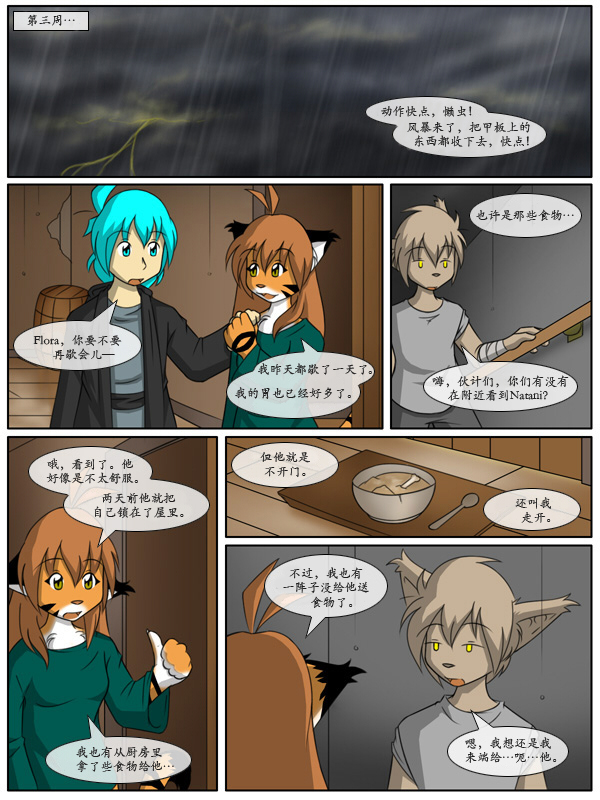 第三周…
动作快点，懒虫！
风暴来了，把甲板上的
东西都收下去，快点！
Flora，你要不要
再歇会儿—
我昨天都歇了一天了。
我的胃也已经好多了。
也许是那些食物…
嗨，伙计们，你们有没有
在附近看到Natani？
哦，看到了。他
好像是不太舒服。
两天前他就把
自己锁在了屋里。
我也有从厨房里
拿了些食物给他…
但他就是
不开门。
还叫我
走开。
不过，我也有
一阵子没给他送
食物了。
嗯，我想还是我
来端给…呃…他。